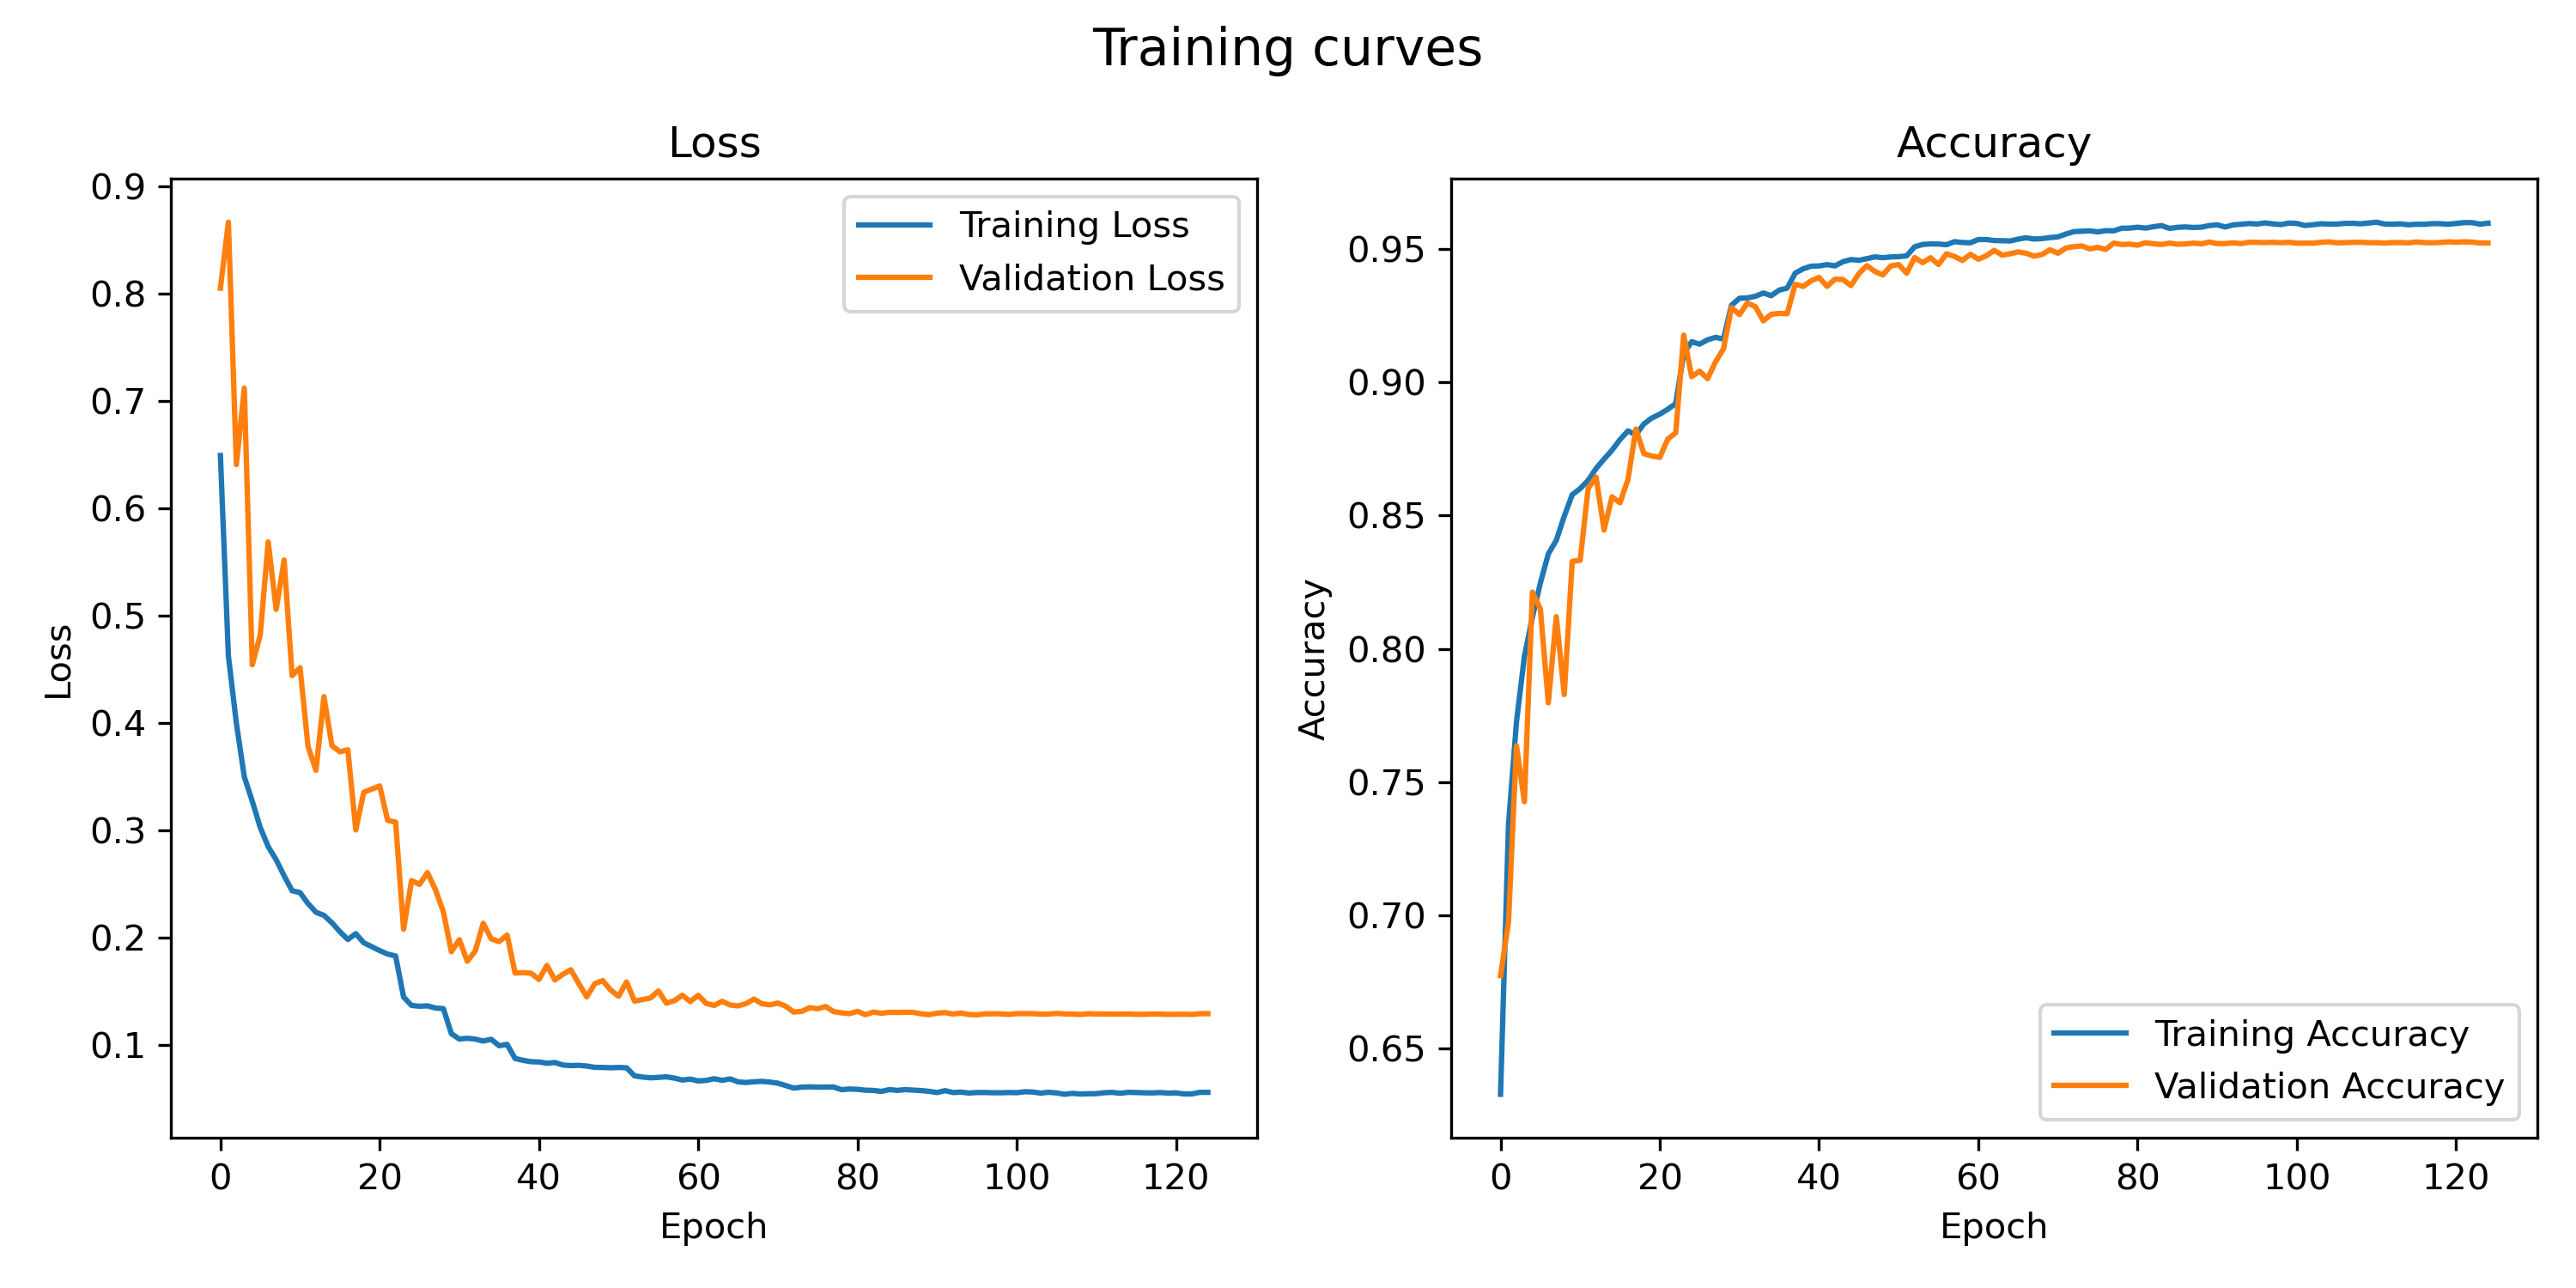 Training curves
Loss
0.9
0.8
0.7
0.6
0.5
0.4
0.3
0.2
0.1
Loss
Training Loss
Validation Loss
0 20 40 60 80 100 120
Epoch
Accuracy
0.95
0.90
0.85
0.80
0.75
0.70
0.65
Accuracy
Training Accuracy
Validation Accuracy
0 20 40 60 80 100 120
Epoch